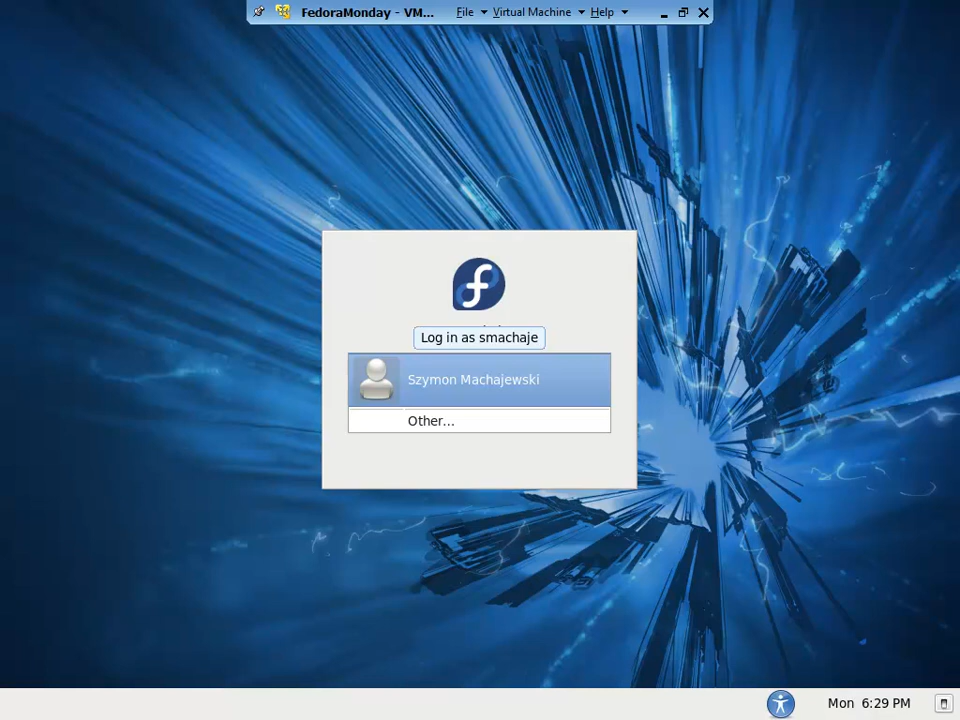 FedoraMonday - VM... File Virtual Machine Help
Log in as smachaje
Szymon Machajewski
Other...
Mon 6:29 PM